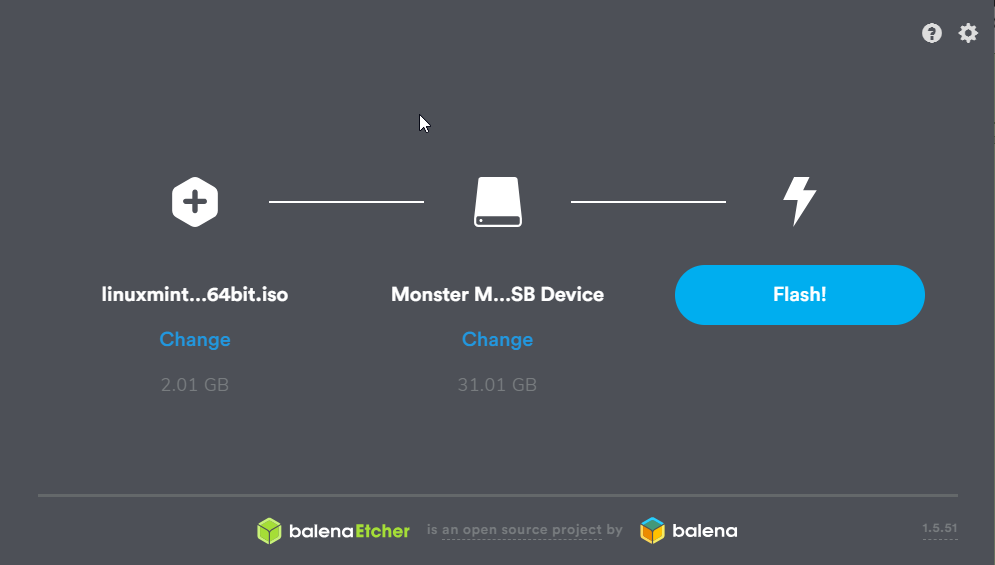 linuxmint...64bit.iso
Monster M...SB Device
Flash!
Change
Change
2.01 GB
31.01 GB
balenaEtcher is an open source project by balena
1.5.51